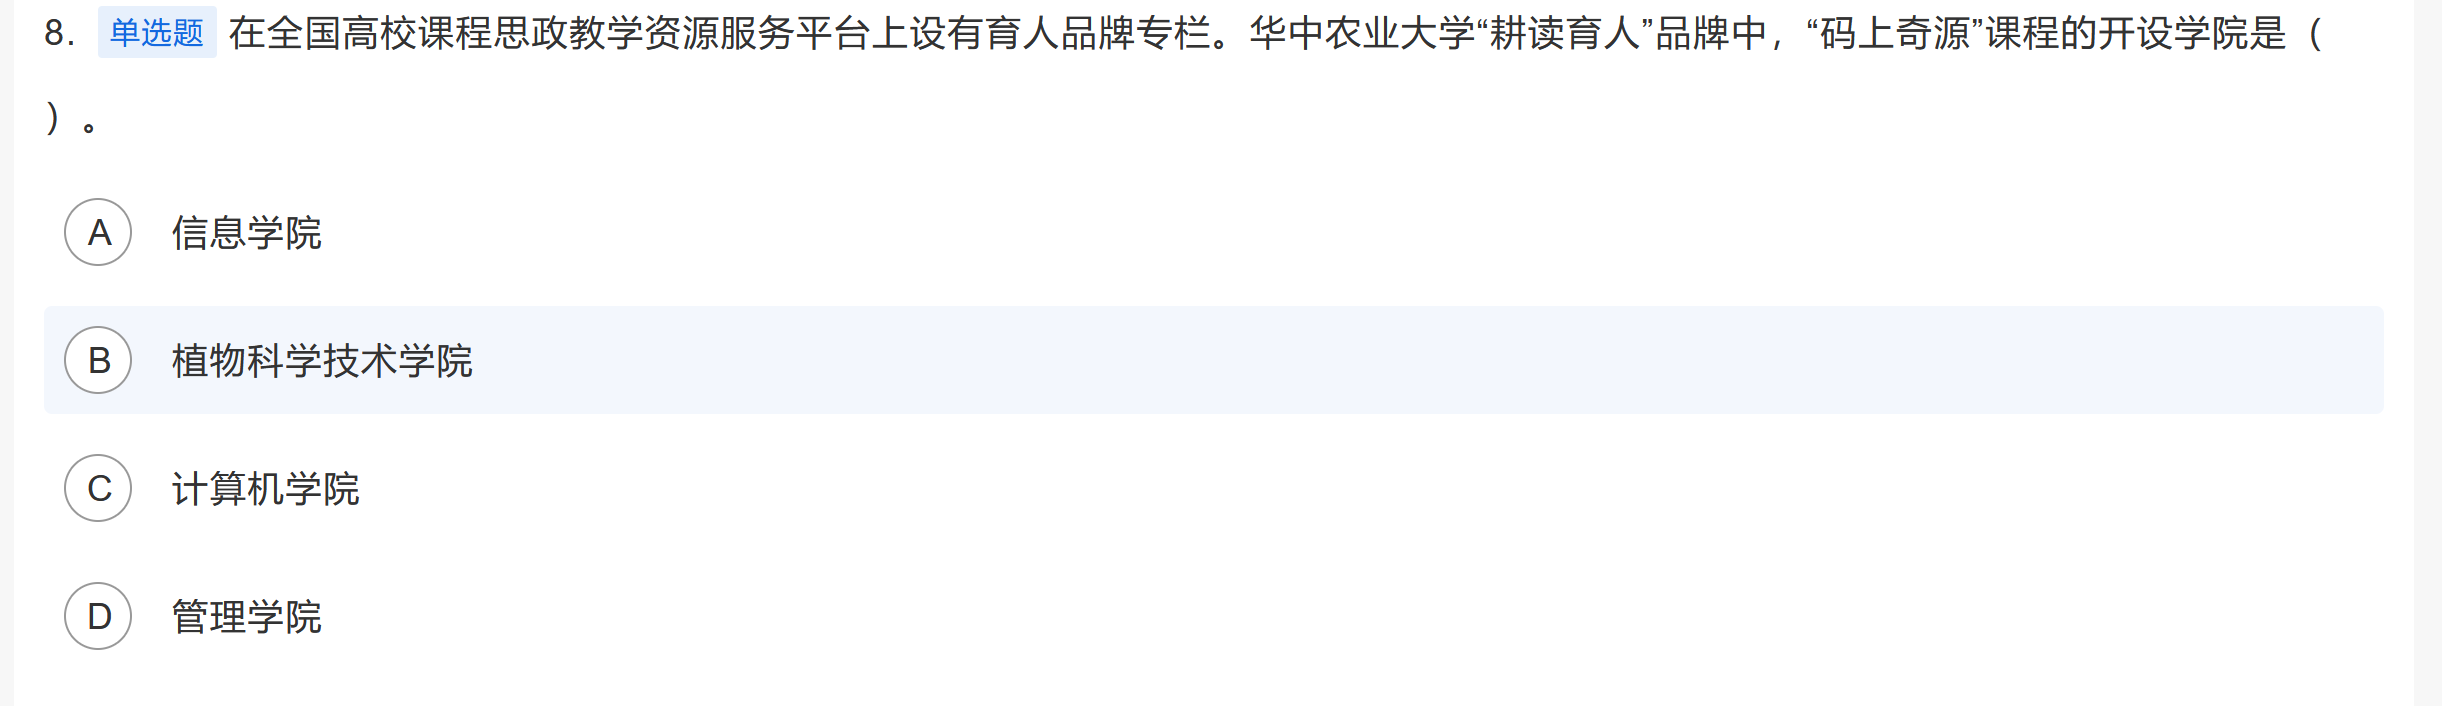 8. 单选题 在全国高校课程思政教学资源服务平台上设有育人品牌专栏。华中农业大学“耕读育人”品牌中，“码上奇源”课程的开设学院是（
）。
A 信息学院
B 植物科学技术学院
C 计算机学院
D 管理学院